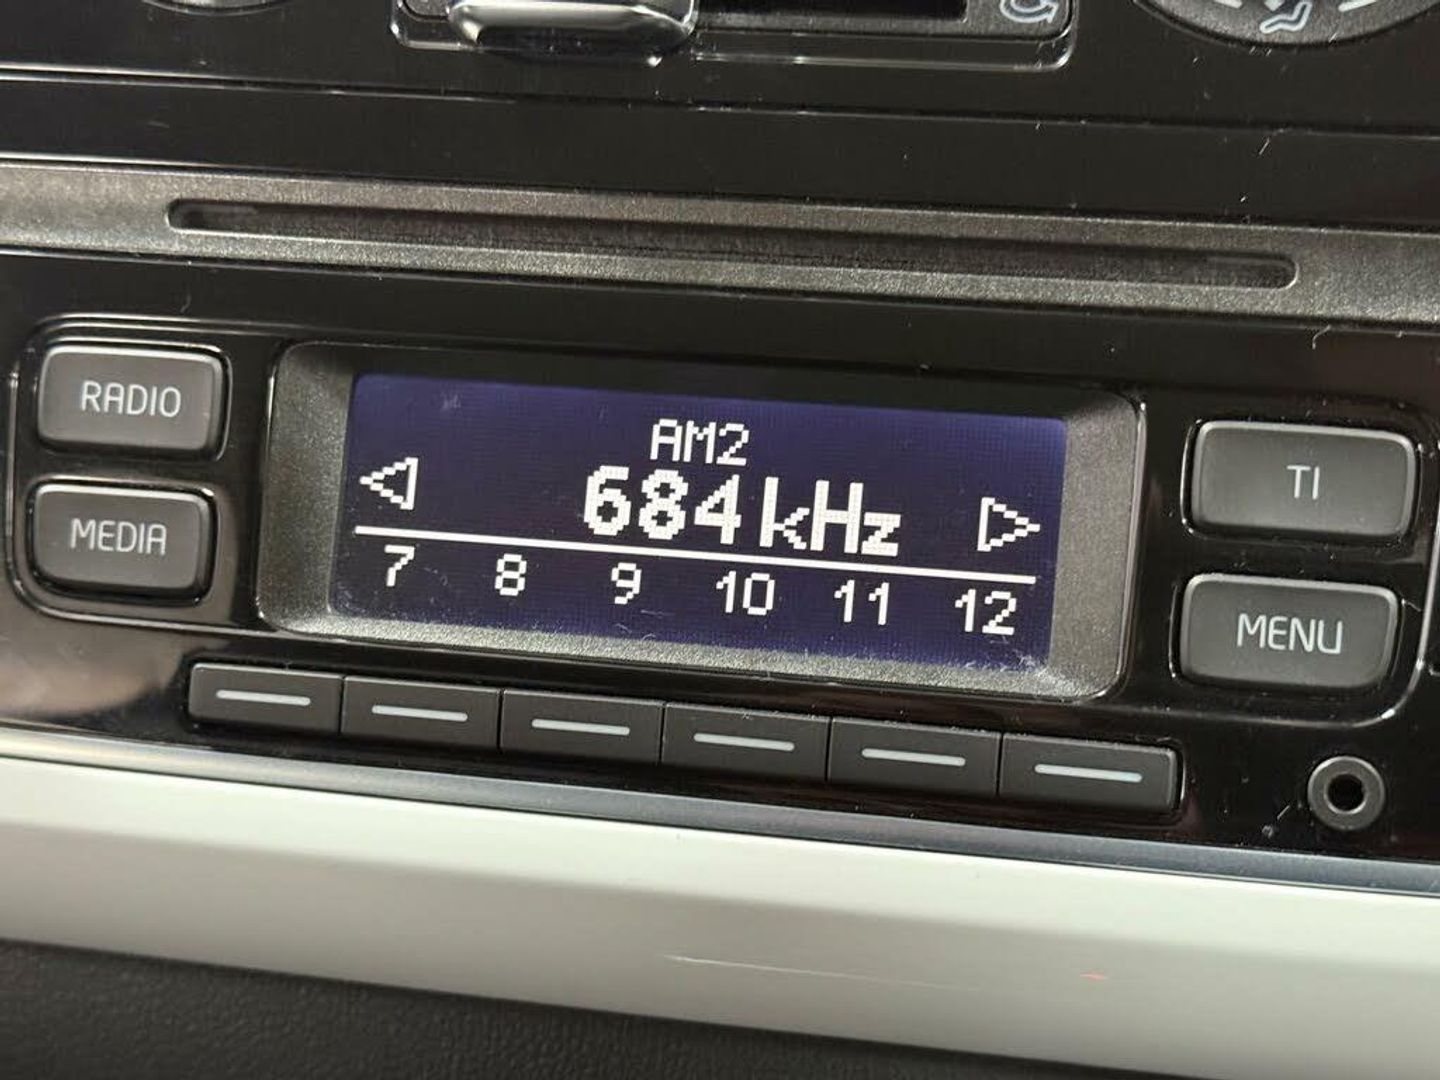 RADIO
MEDIA
AM2
684 kHz
7 8 9 10 11 12
TI
MENU